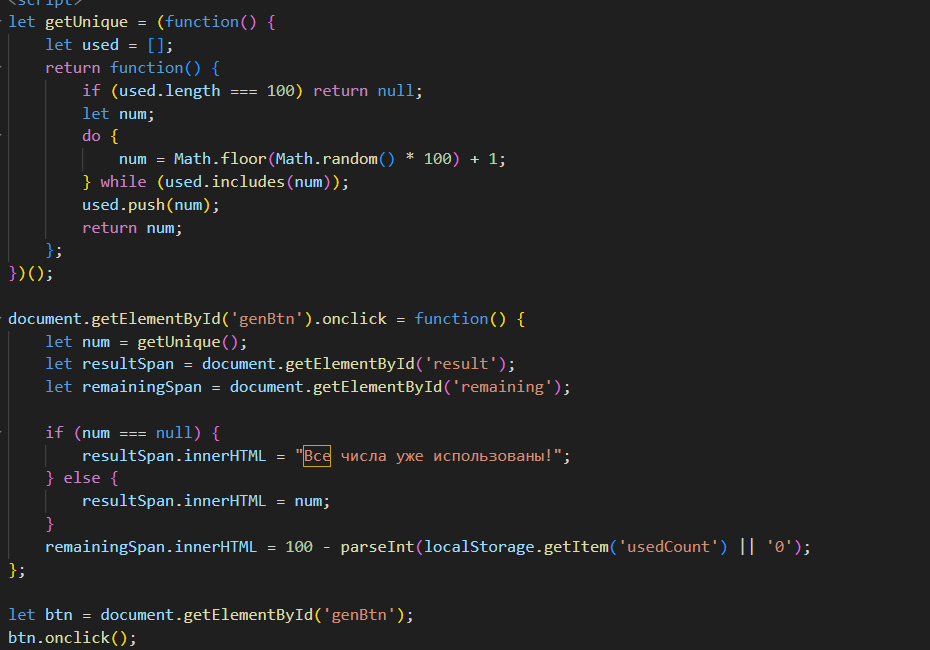 <script>
let getUnique = (function() {
    let used = [];
    return function() {
        if (used.length === 100) return null;
        let num;
        do {
            num = Math.floor(Math.random() * 100) + 1;
        } while (used.includes(num));
        used.push(num);
        return num;
    };
})();
document.getElementById('genBtn').onclick = function() {
    let num = getUnique();
    let resultSpan = document.getElementById('result');
    let remainingSpan = document.getElementById('remaining');
    if (num === null) {
        resultSpan.innerHTML = "Все числа уже использованы!";
    } else {
        resultSpan.innerHTML = num;
    }
    remainingSpan.innerHTML = 100 - parseInt(localStorage.getItem('usedCount') || '0');
};
let btn = document.getElementById('genBtn');
btn.onclick();